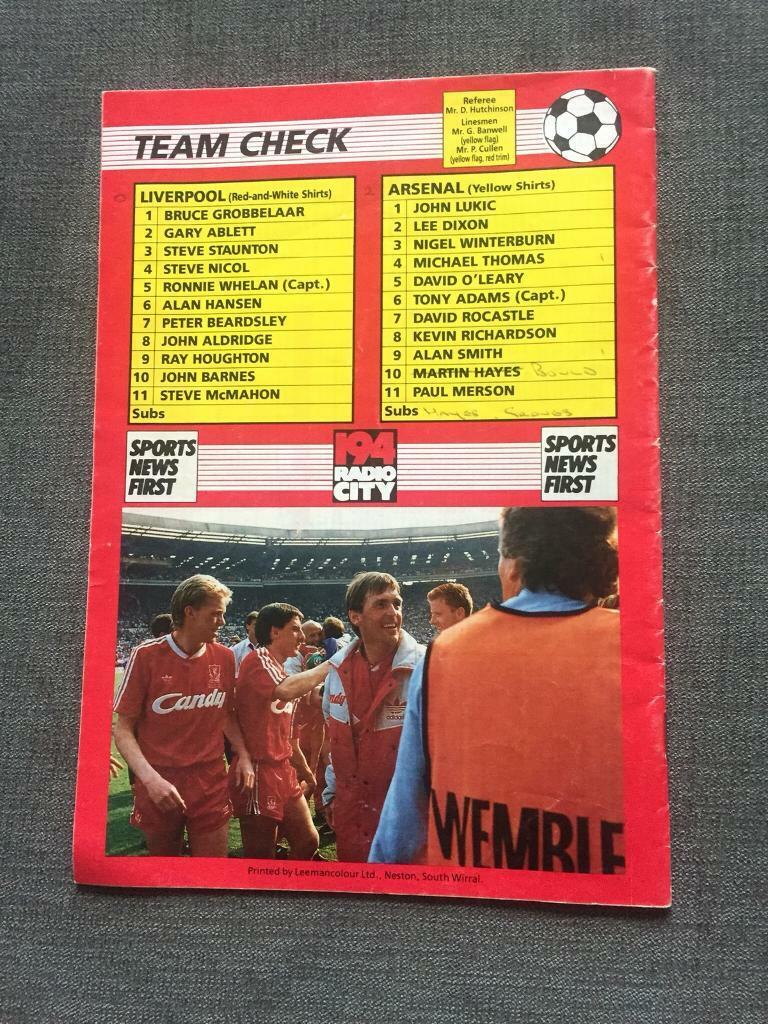 TEAM CHECK
Referee
Mr. D. Hutchinson
Linesmen
Mr. G. Banwell
(yellow flag)
Mr. P. Cullen
(yellow flag, red trim)
0
LIVERPOOL (Red-and-White Shirts)
1 BRUCE GROBBELAAR
2 GARY ABLETT
3 STEVE STAUNTON
4 STEVE NICOL
5 RONNIE WHELAN (Capt.)
6 ALAN HANSEN
7 PETER BEARDSLEY
8 JOHN ALDRIDGE
9 RAY HOUGHTON
10 JOHN BARNES
11 STEVE McMAHON
Subs
2
ARSENAL (Yellow Shirts)
1 JOHN LUKIC
2 LEE DIXON
3 NIGEL WINTERBURN
4 MICHAEL THOMAS
5 DAVID O'LEARY
6 TONY ADAMS (Capt.)
7 DAVID ROCASTLE
8 KEVIN RICHARDSON
9 ALAN SMITH
10 MARTIN HAYES BOULD
11 PAUL MERSON
Subs HAYES. GROVES
SPORTS
NEWS
FIRST
194
RADIO
CITY
SPORTS
NEWS
FIRST
Candy
adidas
WEMBLE
Printed by Leemancolour Ltd., Neston, South Wirral.